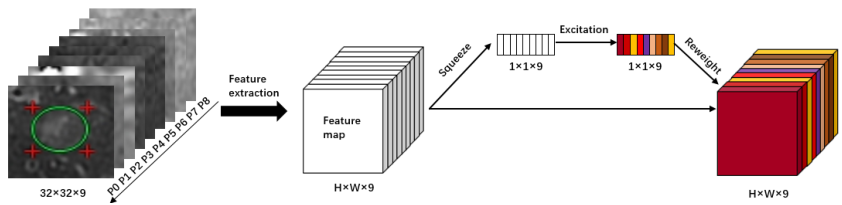 32×32×9
P0 P1 P2 P3 P4 P5 P6 P7 P8
Feature
extraction
Feature
map
H×W×9
Squeeze
1×1×9
Excitation
1×1×9
Reweight
H×W×9